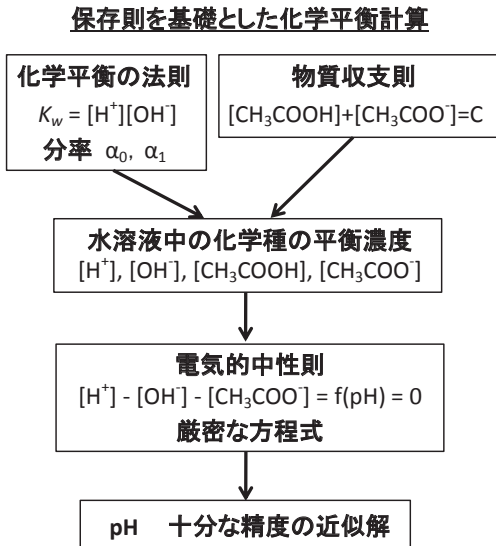 保存則を基礎とした化学平衡計算
化学平衡の法則
Kw = [H⁺][OH⁻]
分率 α₀, α₁
物質収支則
[CH₃COOH]+[CH₃COO⁻]=C
水溶液中の化学種の平衡濃度
[H⁺], [OH⁻], [CH₃COOH], [CH₃COO⁻]
電気的中性則
[H⁺] - [OH⁻] - [CH₃COO⁻] = f(pH) = 0
厳密な方程式
pH 十分な精度の近似解